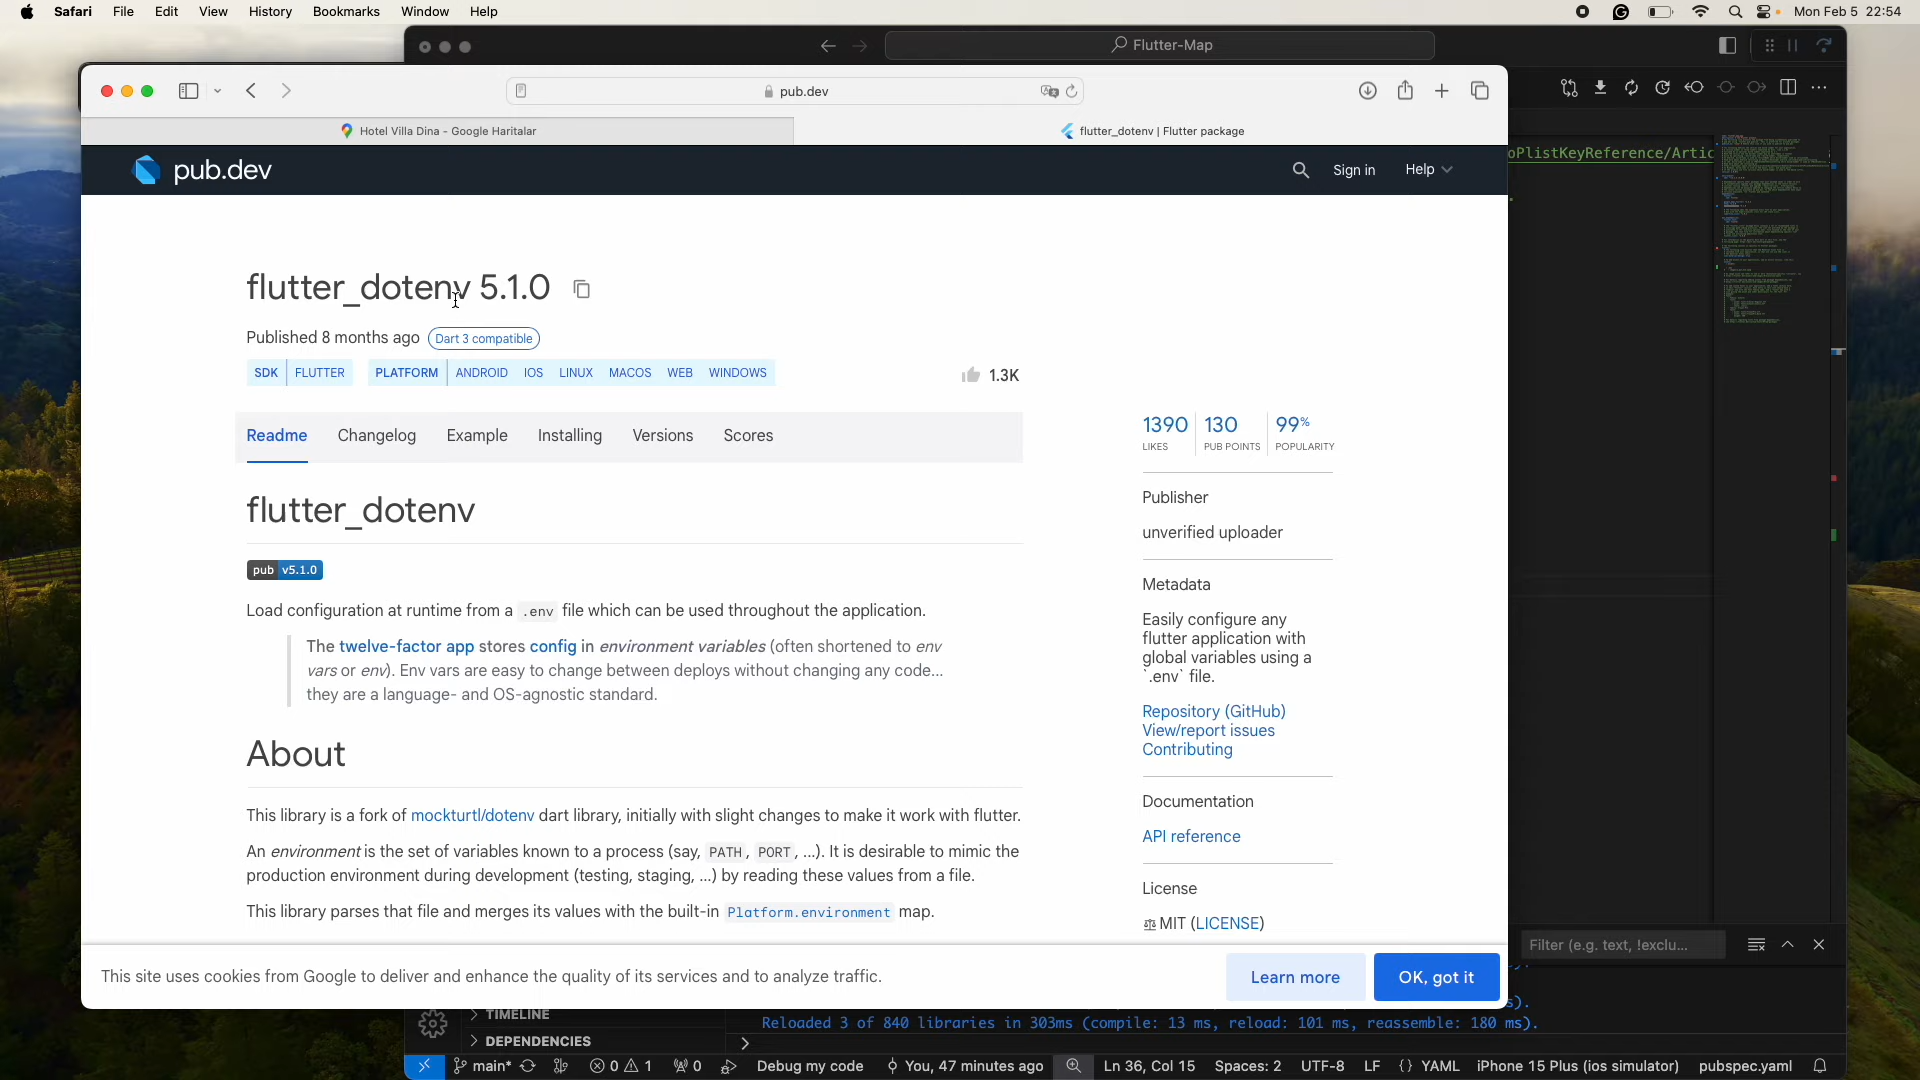 Safari File Edit View History Bookmarks Window Help
Mon Feb 5 22:54
Flutter-Map
pub.dev
Hotel Villa Dina - Google Haritalar
flutter_dotenv | Flutter package
pub.dev
Sign in
Help
flutter_dotenv 5.1.0
Published 8 months ago Dart 3 compatible
SDK FLUTTER PLATFORM ANDROID IOS LINUX MACOS WEB WINDOWS
1.3K
Readme Changelog Example Installing Versions Scores
1390 130 99%
LIKES PUB POINTS POPULARITY
flutter_dotenv
pub v5.1.0
Load configuration at runtime from a .env file which can be used throughout the application.
The twelve-factor app stores config in environment variables (often shortened to env
vars or env). Env vars are easy to change between deploys without changing any code...
they are a language- and OS-agnostic standard.
About
This library is a fork of mockturtl/dotenv dart library, initially with slight changes to make it work with flutter.
An environment is the set of variables known to a process (say, PATH, PORT, ...). It is desirable to mimic the
production environment during development (testing, staging, ...) by reading these values from a file.
This library parses that file and merges its values with the built-in Platform.environment map.
Publisher
unverified uploader
Metadata
Easily configure any
flutter application with
global variables using a
`.env` file.
Repository (GitHub)
View/report issues
Contributing
Documentation
API reference
License
MIT (LICENSE)
This site uses cookies from Google to deliver and enhance the quality of its services and to analyze traffic.
Learn more
OK, got it
oPlistKeyReference/Artic
Filter (e.g. text, !exclu...
s).
TIMELINE
Reloaded 3 of 840 libraries in 303ms (compile: 13 ms, reload: 101 ms, reassemble: 180 ms).
DEPENDENCIES
main* 0 1 0 Debug my code You, 47 minutes ago Ln 36, Col 15 Spaces: 2 UTF-8 LF {} YAML iPhone 15 Plus (ios simulator) pubspec.yaml